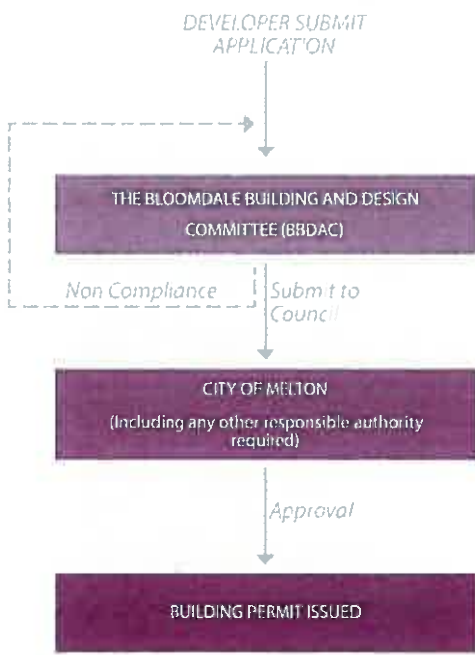 DEVELOPER SUBMIT
APPLICATION
THE BLOOMDALE BUILDING AND DESIGN
COMMITTEE (BBDAC)
Non Compliance
Submit to
Council
CITY OF MELTON
(Including any other responsible authority
required)
Approval
BUILDING PERMIT ISSUED